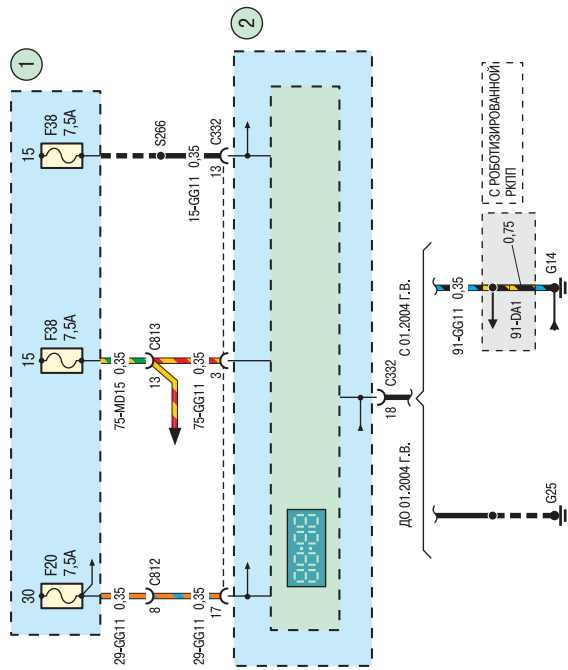 1
30
F20
7,5A
15
F38
7,5A
15
F38
7,5A
29-GG11 0,35
8
C812
29-GG11 0,35
17
75-MD15 0,35
13
C813
75-GG11 0,35
3
S266
15-GG11 0,35
13
C332
2
88:88
18
C332
ДО 01.2004 Г.В.
С 01.2004 Г.В.
G25
91-GG11 0,35
91-DA1
0,75
G14
С РОБОТИЗИРОВАННОЙ
РКПП